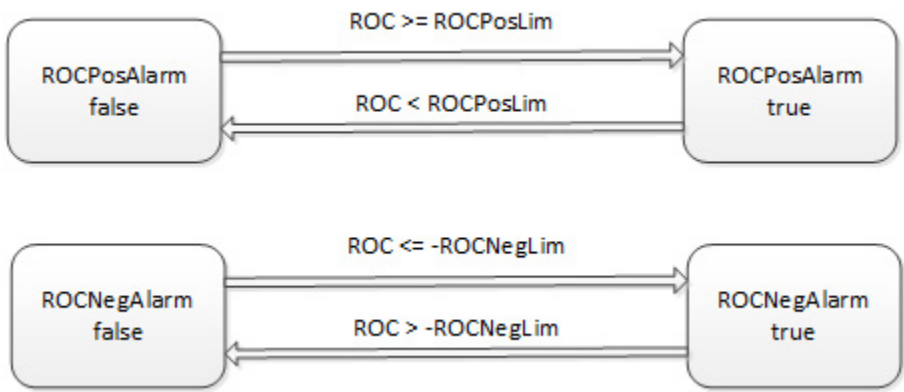 ROC >= ROCPosLim
ROCPosAlarm
false
ROCPosAlarm
true
ROC < ROCPosLim
ROC <= -ROCNegLim
ROCNegAlarm
false
ROCNegAlarm
true
ROC > -ROCNegLim